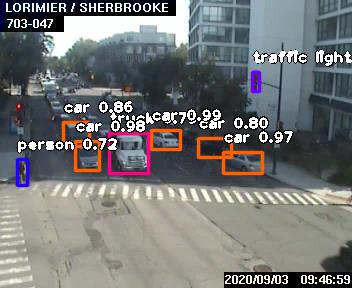 LORIMIER / SHERBROOKE
703-047
traffic light
car 0.86
car 0.99
car 0.98
car 0.80
car 0.97
person 0.72
2020/09/03 09:46:59